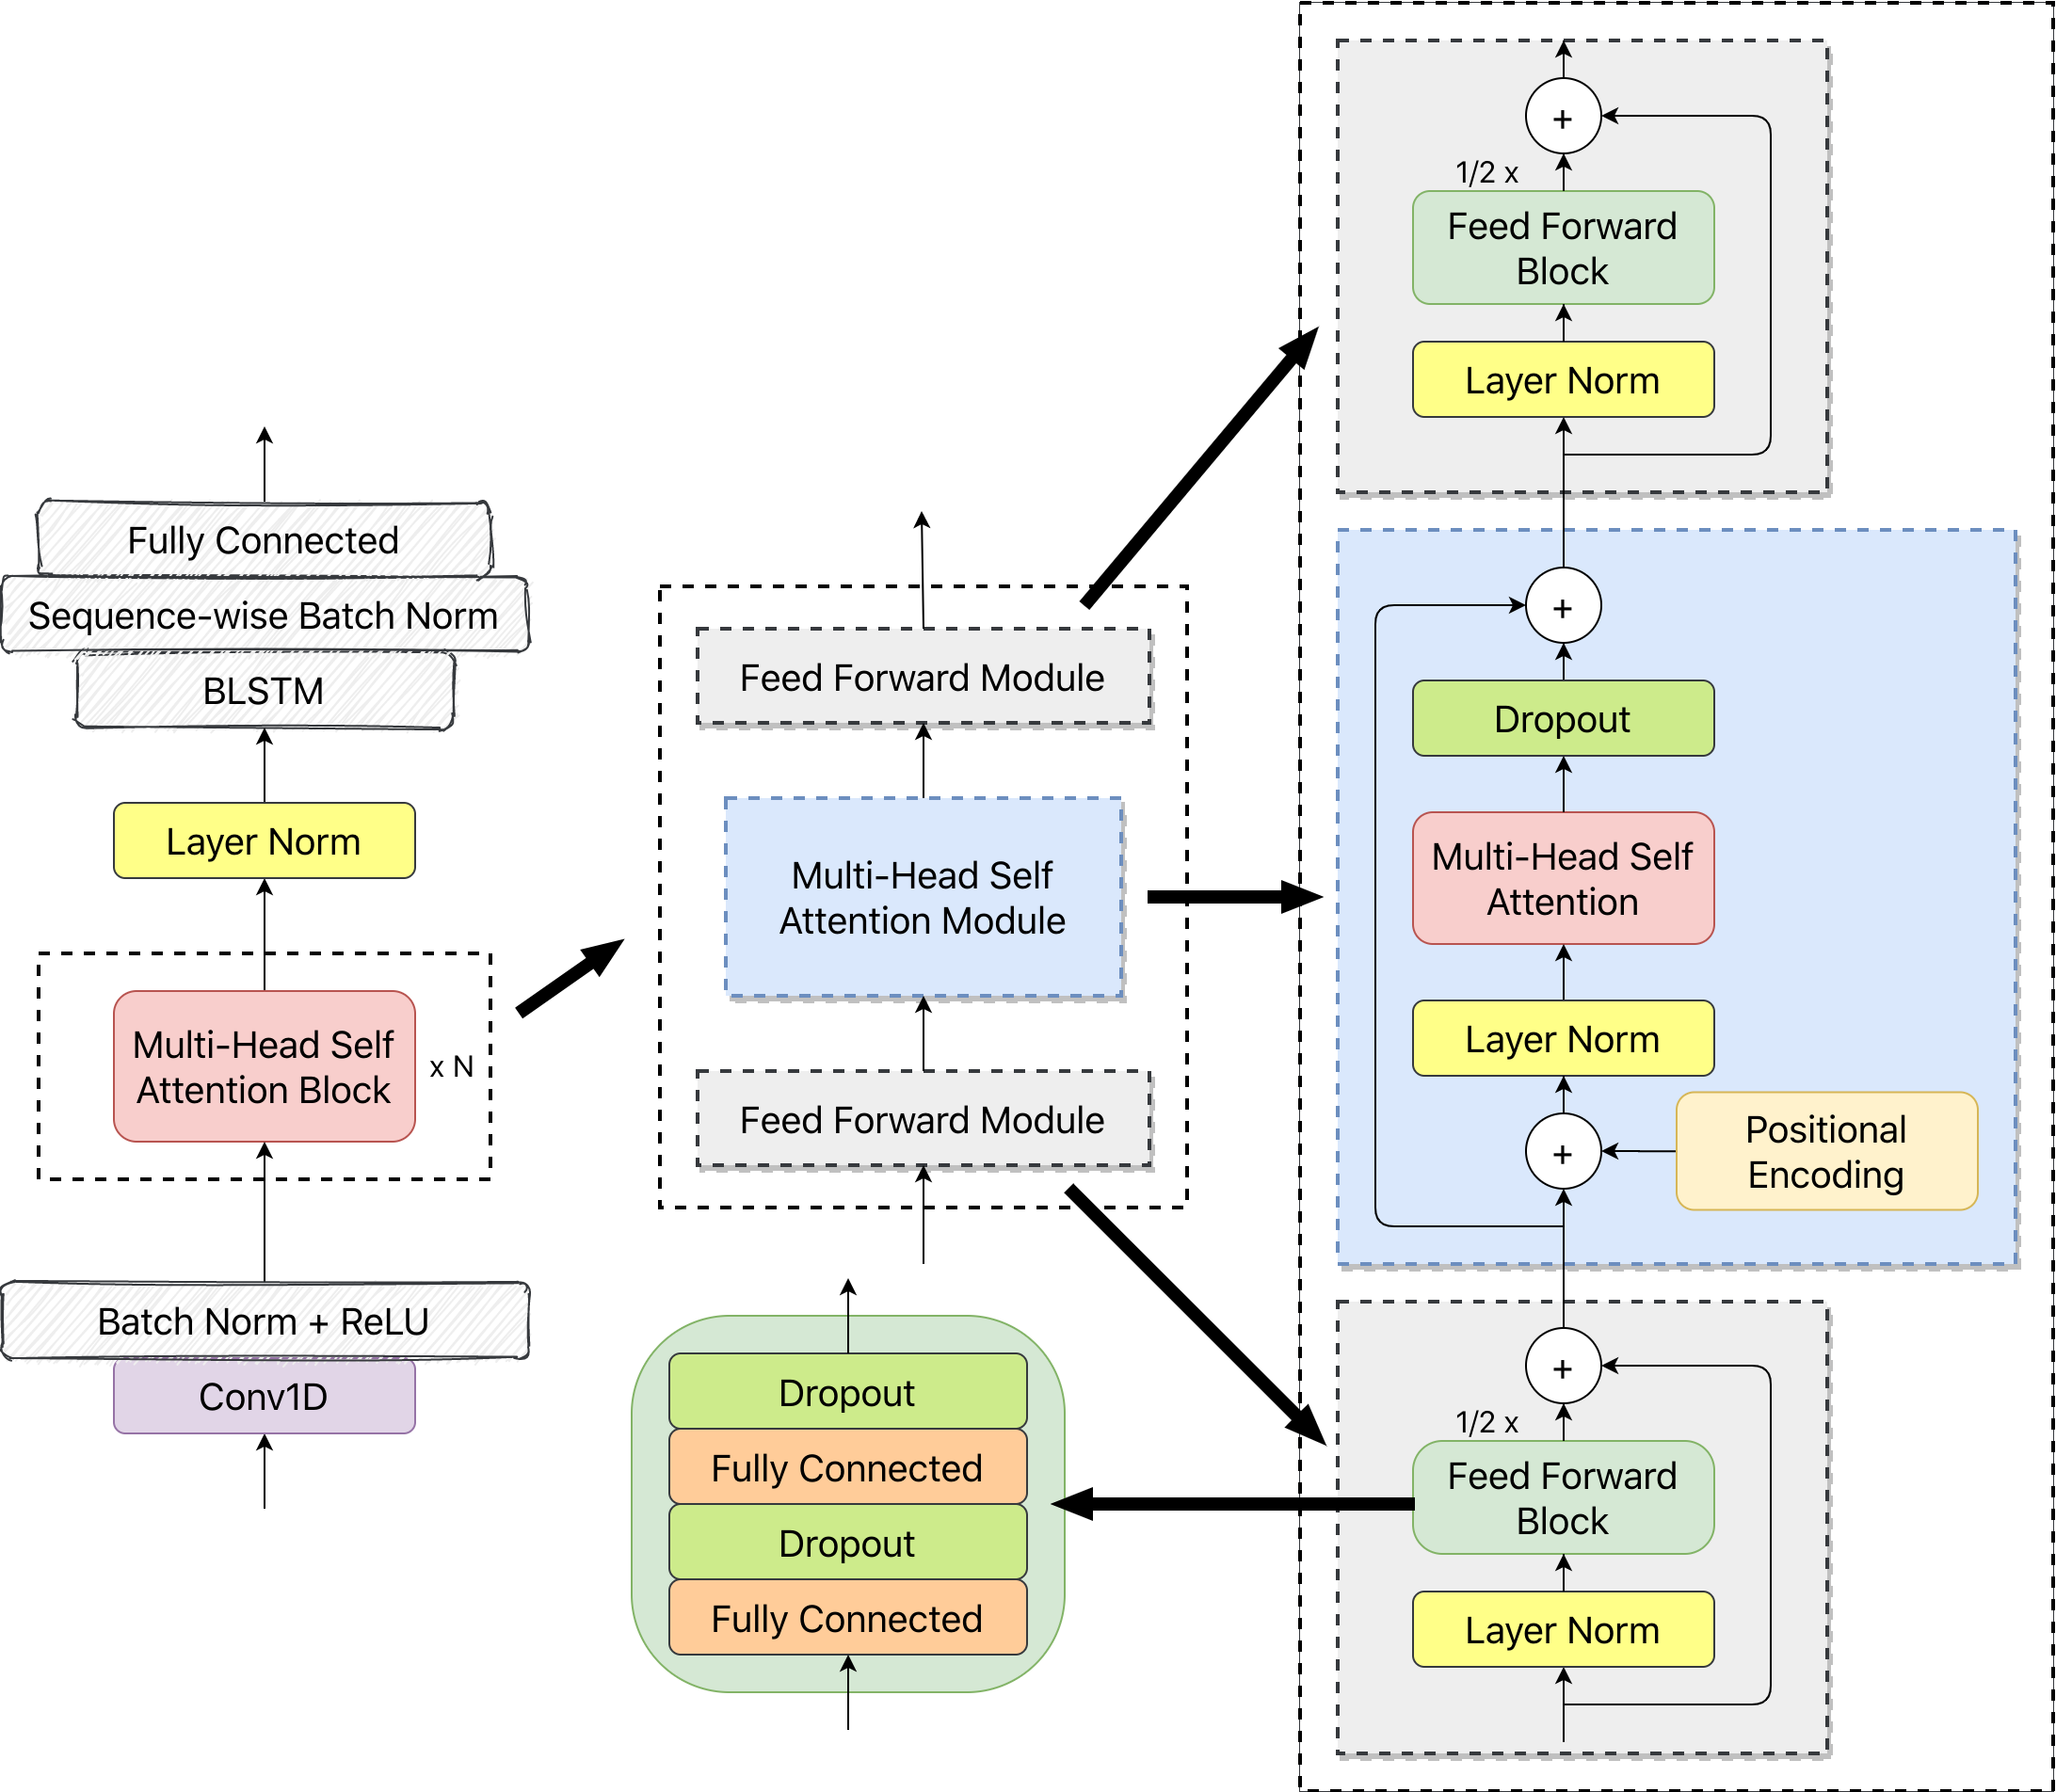 Fully Connected
Sequence-wise Batch Norm
BLSTM
Layer Norm
Multi-Head Self
Attention Block
x N
Batch Norm + ReLU
Conv1D
Feed Forward Module
Multi-Head Self
Attention Module
Feed Forward Module
Dropout
Fully Connected
Dropout
Fully Connected
+
1/2 x
Feed Forward
Block
Layer Norm
+
Dropout
Multi-Head Self
Attention
Layer Norm
+
Positional
Encoding
+
1/2 x
Feed Forward
Block
Layer Norm